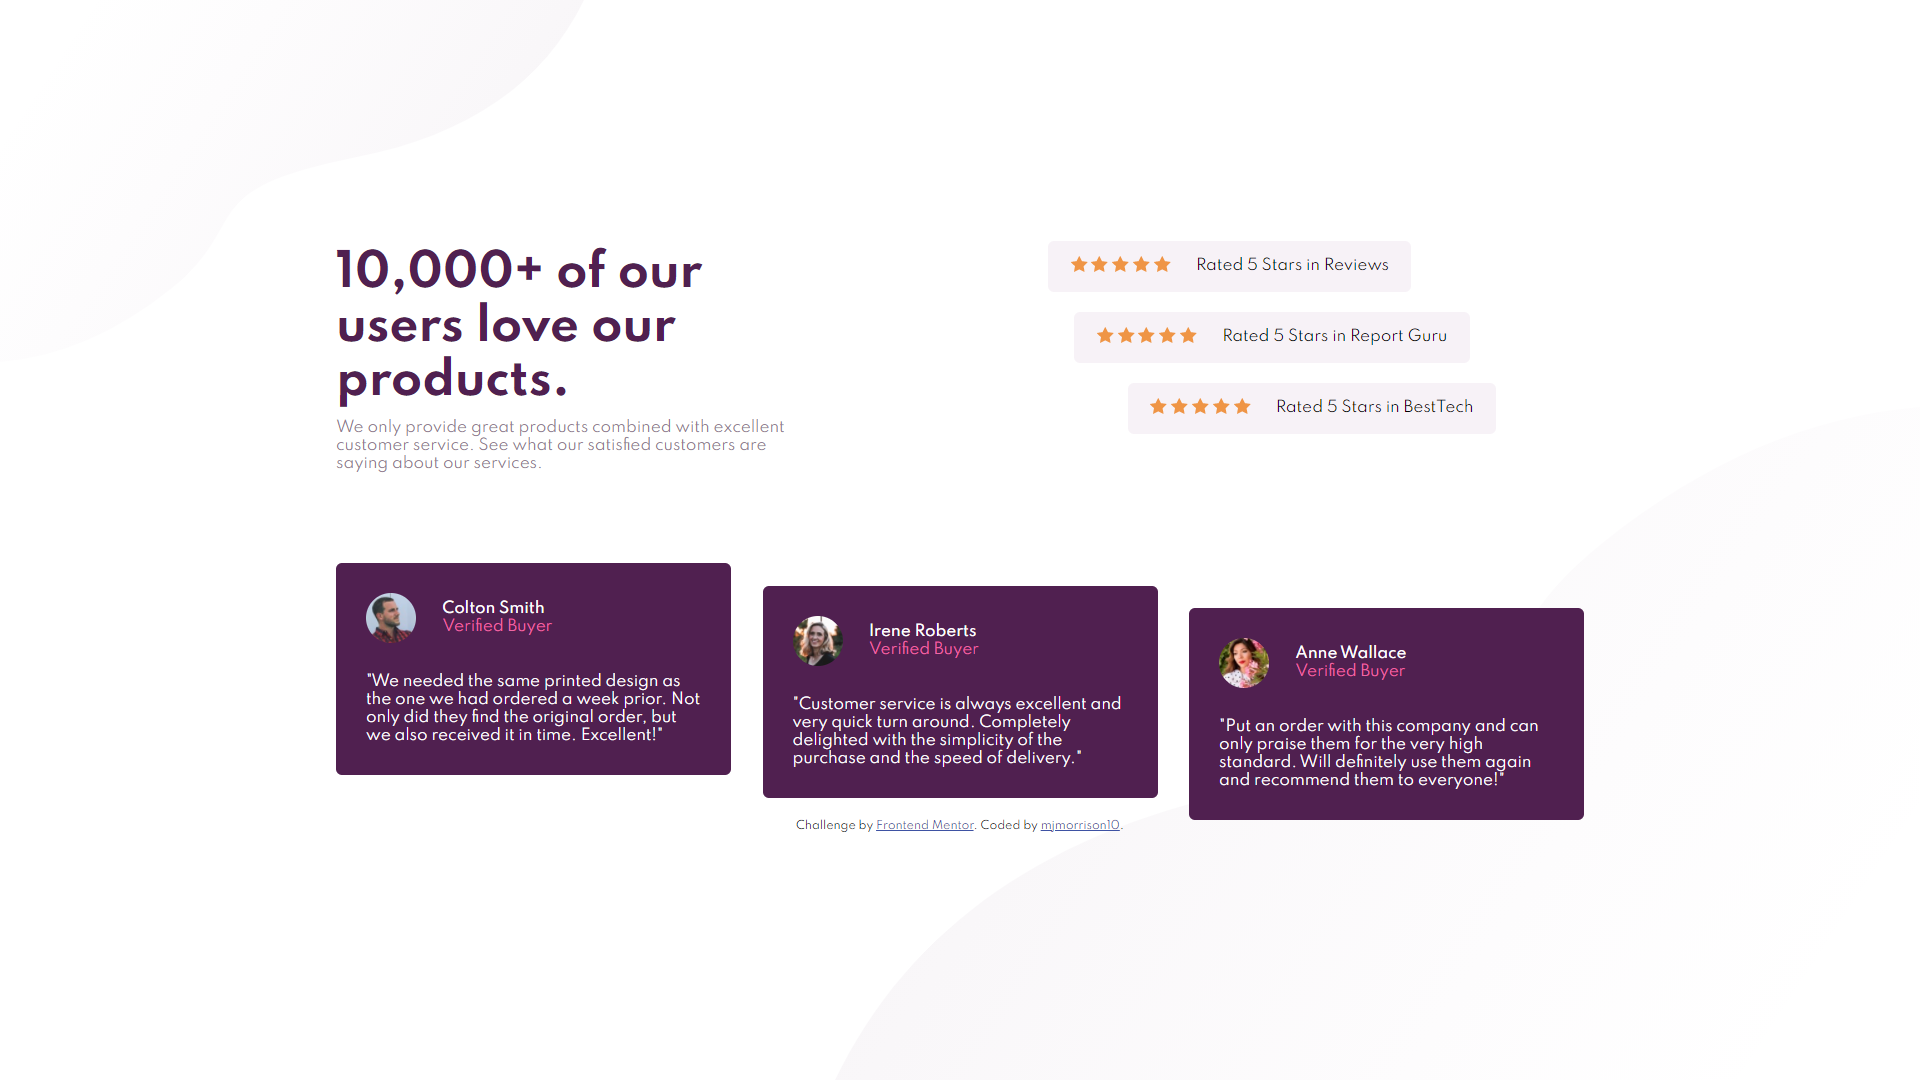 10,000+ of our
users love our
products.
We only provide great products combined with excellent
customer service. See what our satisfied customers are
saying about our services.
Rated 5 Stars in Reviews
Rated 5 Stars in Report Guru
Rated 5 Stars in BestTech
Colton Smith
Verified Buyer
"We needed the same printed design as
the one we had ordered a week prior. Not
only did they find the original order, but
we also received it in time. Excellent!"
Irene Roberts
Verified Buyer
"Customer service is always excellent and
very quick turn around. Completely
delighted with the simplicity of the
purchase and the speed of delivery."
Anne Wallace
Verified Buyer
"Put an order with this company and can
only praise them for the very high
standard. Will definitely use them again
and recommend them to everyone!"
Challenge by Frontend Mentor. Coded by mjmorrison10.